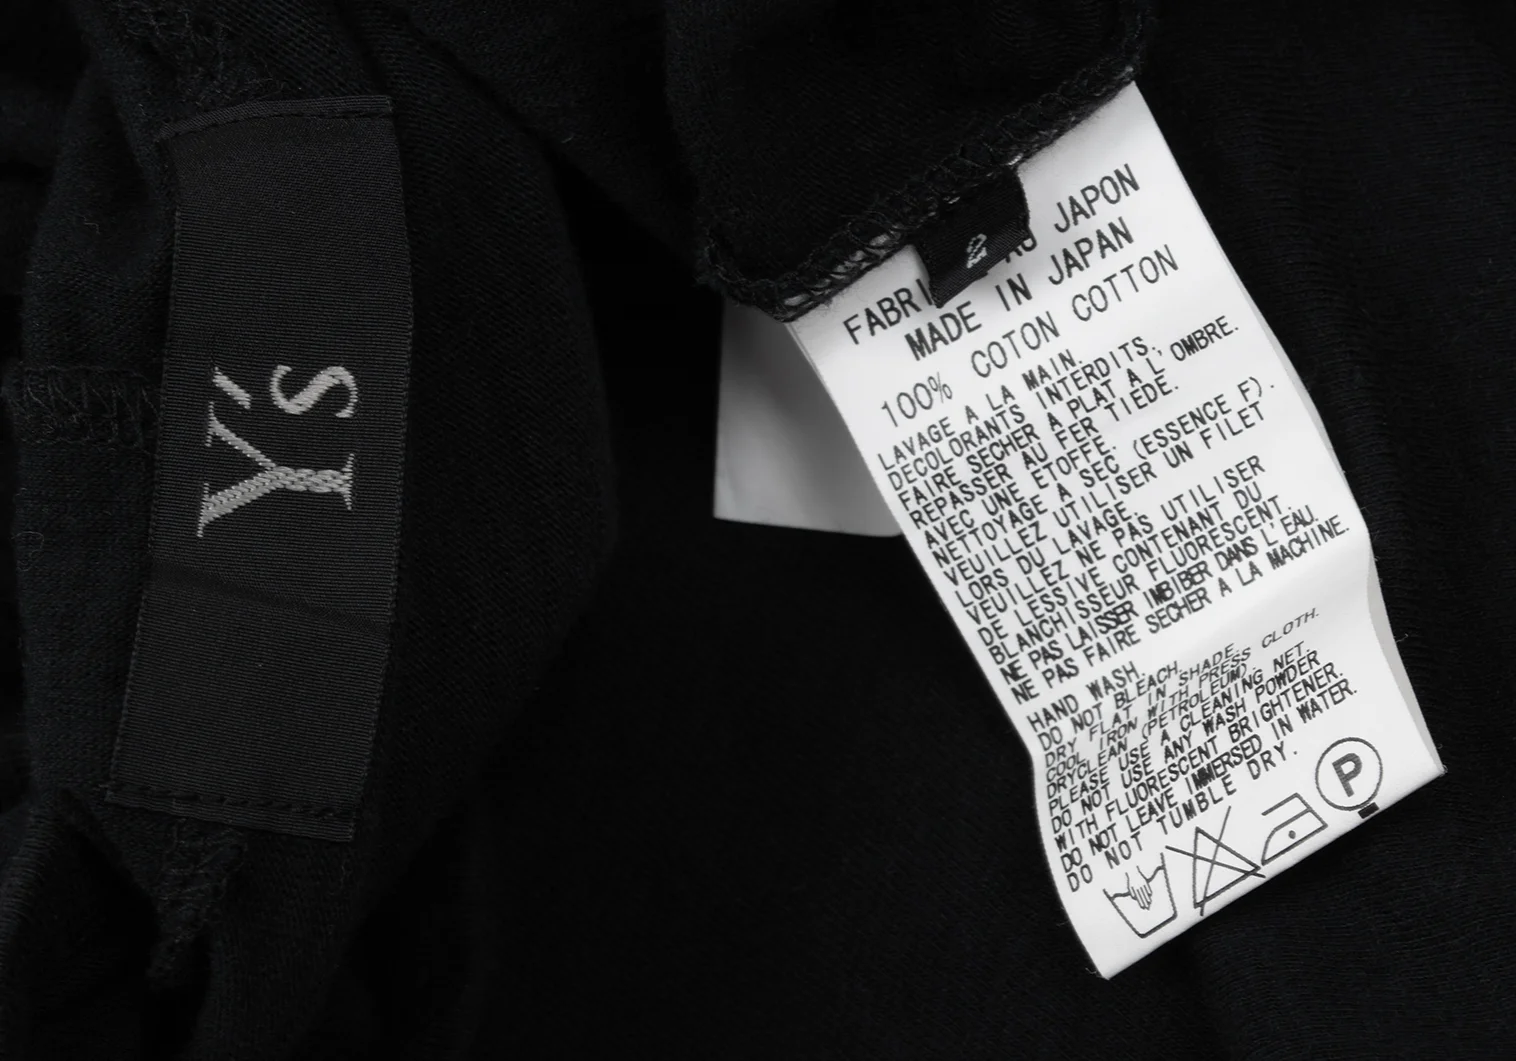 Y's
2
FABRI AU JAPON
MADE IN JAPAN
100% COTON COTTON
LAVAGE A LA MAIN.
DECOLORANTS INTERDITS.
FAIRE SECHER A PLAT A L'OMBRE.
REPASSER AU FER TIEDE.
AVEC UNE ETOFFE.
NETTOYAGE A SEC (ESSENCE F).
VEUILLEZ UTILISER UN FILET
LORS DU LAVAGE.
VEUILLEZ NE PAS UTILISER
DE LESSIVE CONTENANT DU
BLANCHISSEUR FLUORESCENT.
NE PAS LAISSER IMBIBER DANS L'EAU.
NE PAS FAIRE SECHER A LA MACHINE.
HAND WASH.
DO NOT BLEACH.
DRY FLAT IN SHADE.
COOL IRON WITH PRESS CLOTH.
DRYCLEAN (PETROLEUM).
PLEASE USE A CLEANING NET.
DO NOT USE ANY WASH POWDER
WITH FLUORESCENT BRIGHTENER.
DO NOT LEAVE IMMERSED IN WATER.
DO NOT TUMBLE DRY.
P